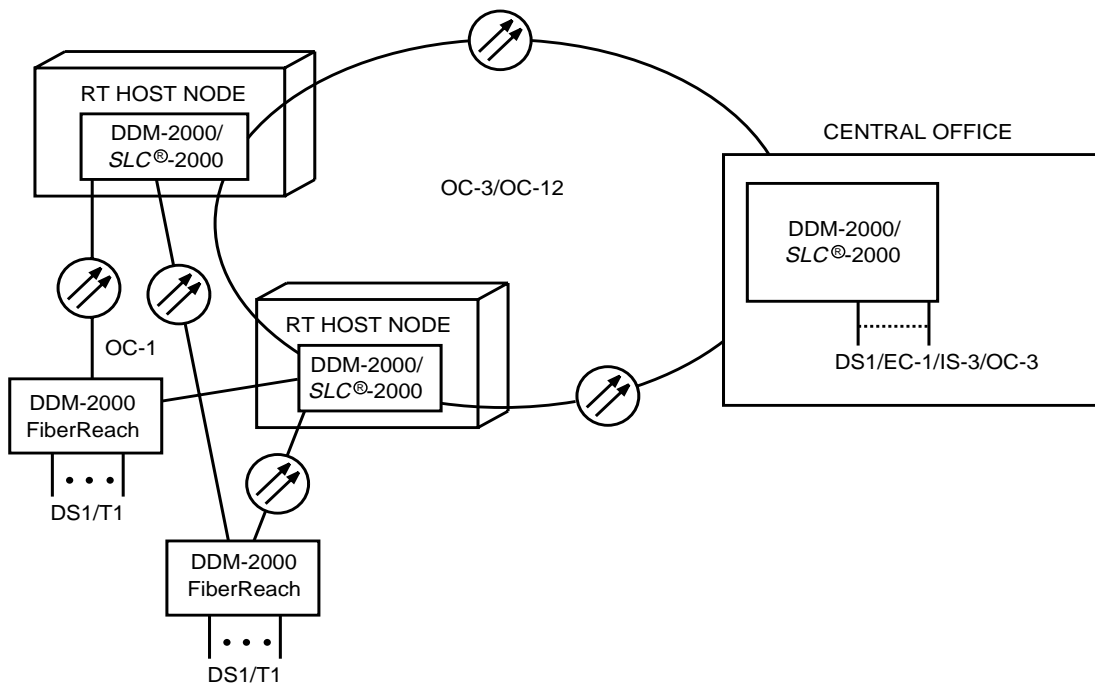 RT HOST NODE
DDM-2000/
SLC®-2000
CENTRAL OFFICE
OC-3/OC-12
DDM-2000/
SLC®-2000
RT HOST NODE
OC-1
DDM-2000/
SLC®-2000
DS1/EC-1/IS-3/OC-3
DDM-2000
FiberReach
DS1/T1
DDM-2000
FiberReach
DS1/T1